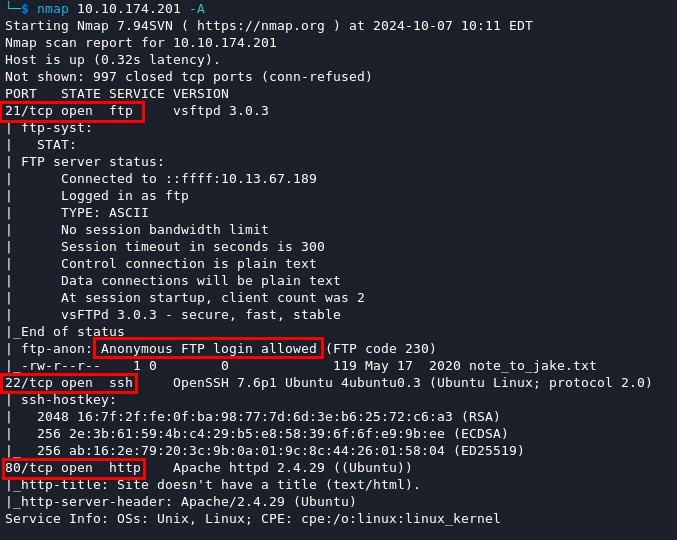 └─$ nmap 10.10.174.201 -A
Starting Nmap 7.94SVN ( https://nmap.org ) at 2024-10-07 10:11 EDT
Nmap scan report for 10.10.174.201
Host is up (0.32s latency).
Not shown: 997 closed tcp ports (conn-refused)
PORT   STATE SERVICE VERSION
21/tcp open  ftp     vsftpd 3.0.3
| ftp-syst:
|   STAT:
| FTP server status:
|      Connected to ::ffff:10.13.67.189
|      Logged in as ftp
|      TYPE: ASCII
|      No session bandwidth limit
|      Session timeout in seconds is 300
|      Control connection is plain text
|      Data connections will be plain text
|      At session startup, client count was 2
|      vsFTPd 3.0.3 - secure, fast, stable
|_End of status
| ftp-anon: Anonymous FTP login allowed (FTP code 230)
|_-rw-r--r--    1 0        0             119 May 17  2020 note_to_jake.txt
22/tcp open  ssh     OpenSSH 7.6p1 Ubuntu 4ubuntu0.3 (Ubuntu Linux; protocol 2.0)
| ssh-hostkey:
|   2048 16:7f:2f:fe:0f:ba:98:77:7d:6d:3e:b6:25:72:c6:a3 (RSA)
|   256 2e:3b:61:59:4b:c4:29:b5:e8:58:39:6f:6f:e9:9b:ee (ECDSA)
|_  256 ab:16:2e:79:20:3c:9b:0a:01:9c:8c:44:26:01:58:04 (ED25519)
80/tcp open  http    Apache httpd 2.4.29 ((Ubuntu))
|_http-title: Site doesn't have a title (text/html).
|_http-server-header: Apache/2.4.29 (Ubuntu)
Service Info: OSs: Unix, Linux; CPE: cpe:/o:linux:linux_kernel